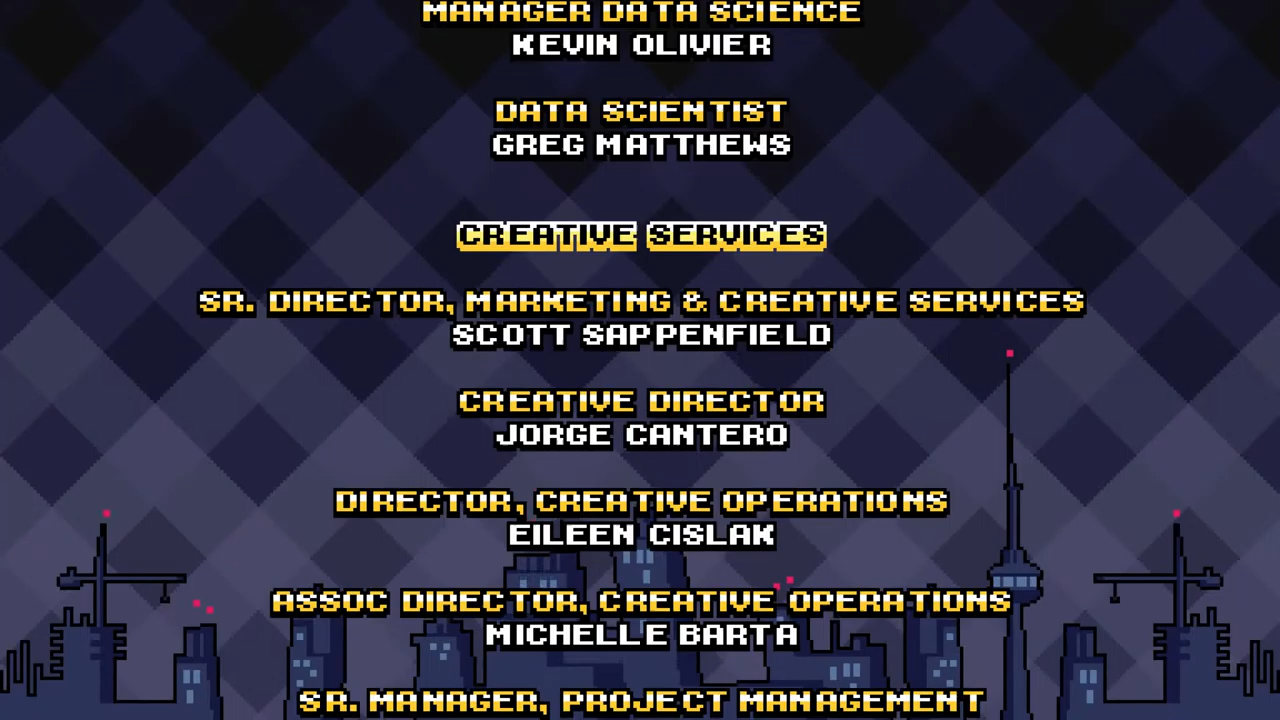 MANAGER DATA SCIENCE
KEVIN OLIVIER
DATA SCIENTIST
GREG MATTHEWS
CREATIVE SERVICES
SR. DIRECTOR, MARKETING & CREATIVE SERVICES
SCOTT SAPPENFIELD
CREATIVE DIRECTOR
JORGE CANTERO
DIRECTOR, CREATIVE OPERATIONS
EILEEN CISLAK
ASSOC DIRECTOR, CREATIVE OPERATIONS
MICHELLE BARTA
SR. MANAGER, PROJECT MANAGEMENT